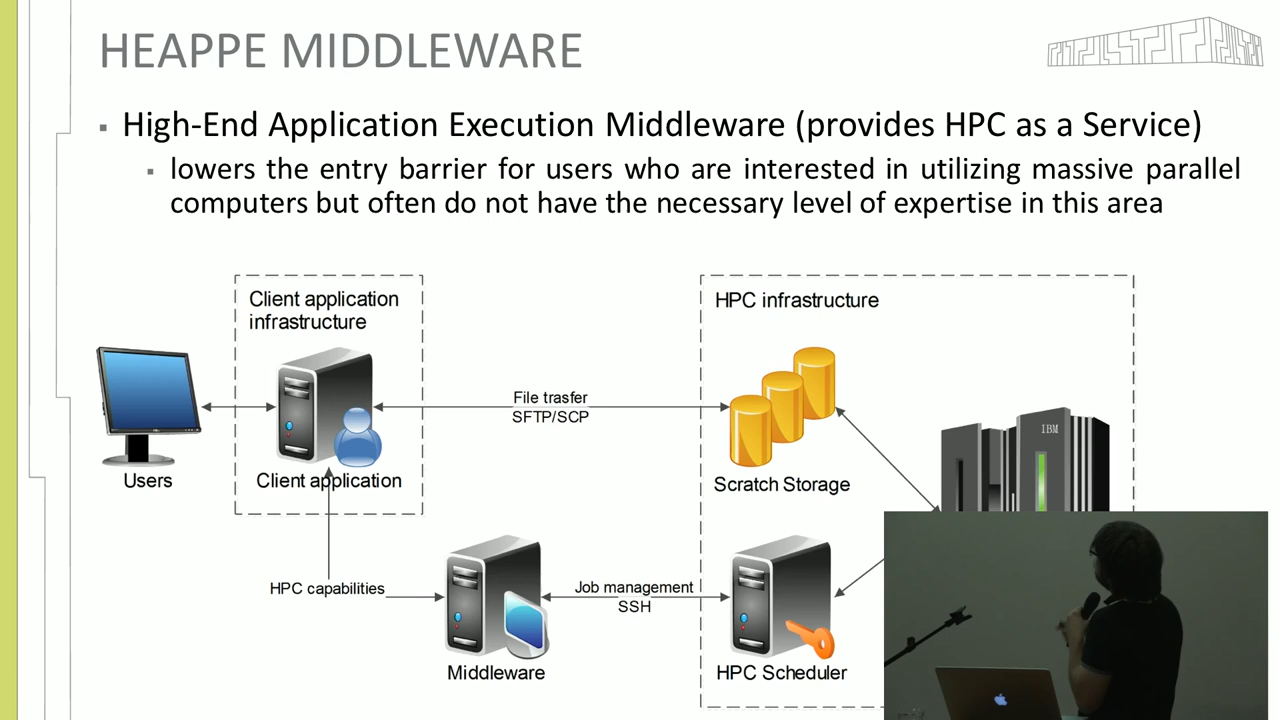 HEAPPE MIDDLEWARE
High-End Application Execution Middleware (provides HPC as a Service)
lowers the entry barrier for users who are interested in utilizing massive parallel
computers but often do not have the necessary level of expertise in this area
Client application
infrastructure
HPC infrastructure
File trasfer
SFTP/SCP
IBM
Users
Client application
Scratch Storage
HPC capabilities
Job management
SSH
Middleware
HPC Scheduler